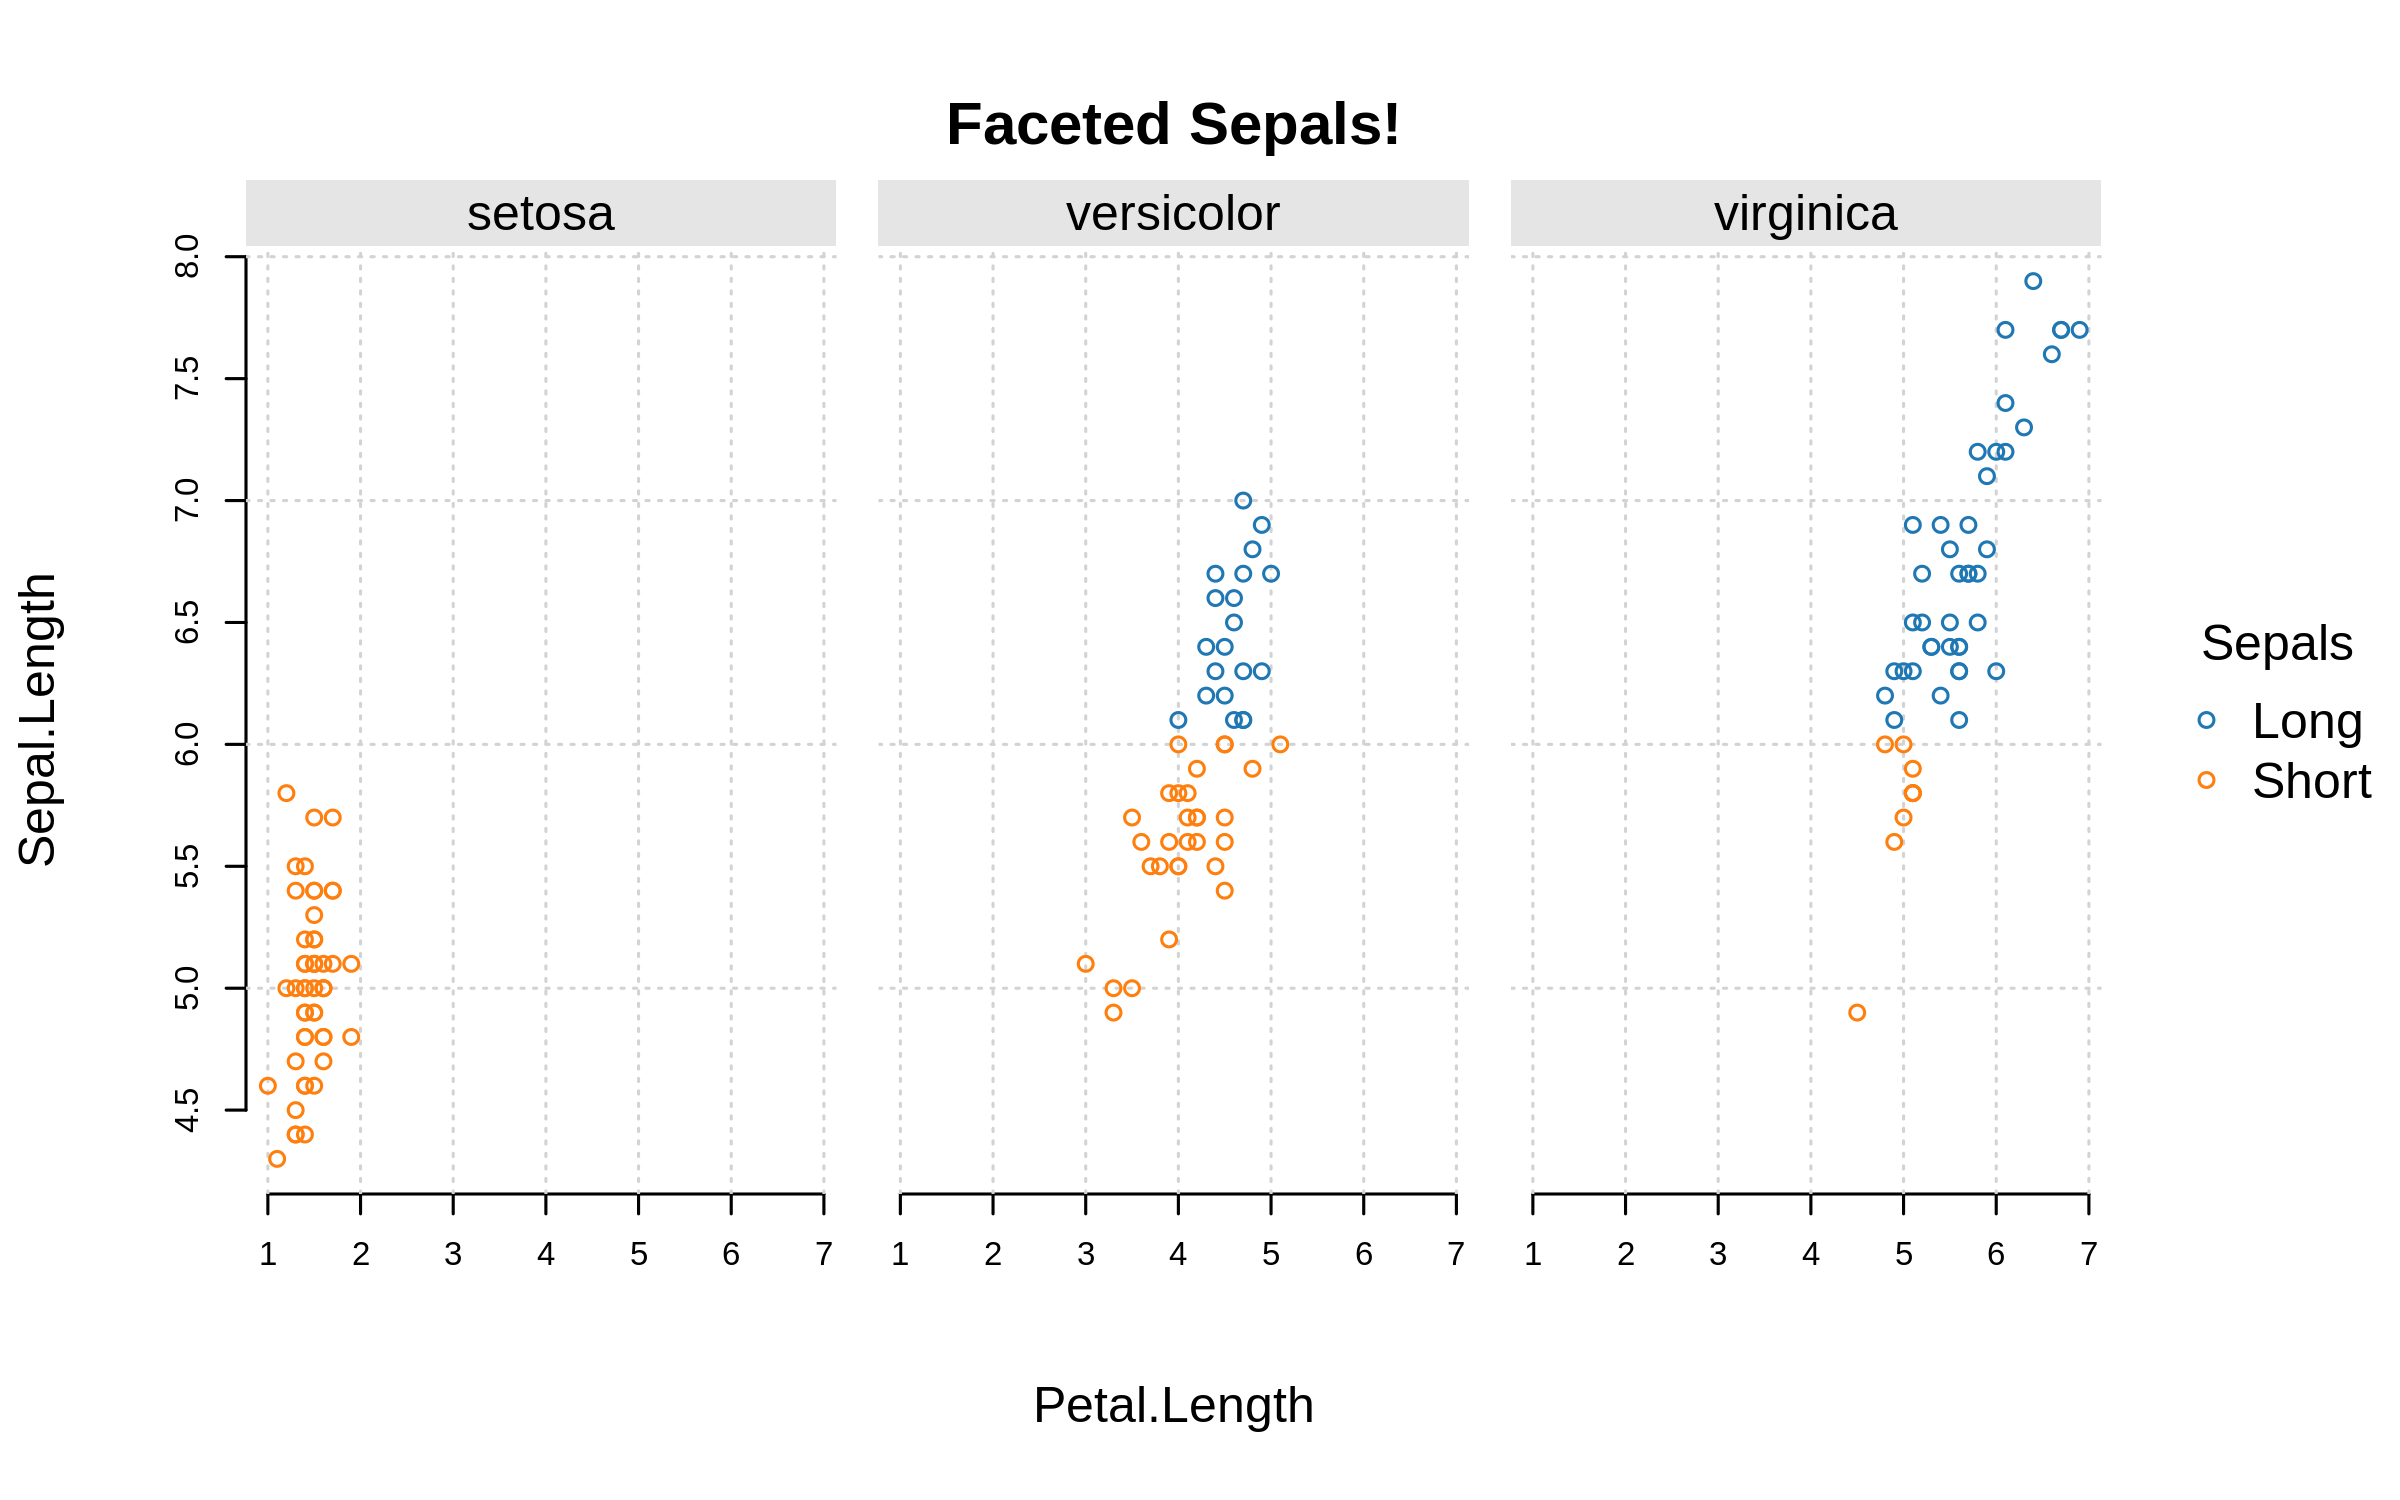 Faceted Sepals!
setosa versicolor virginica
8.0
7.5
7.0
6.5
6.0
5.5
5.0
4.5
Sepal.Length
1 2 3 4 5 6 7 1 2 3 4 5 6 7 1 2 3 4 5 6 7
Petal.Length
Sepals
Long
Short